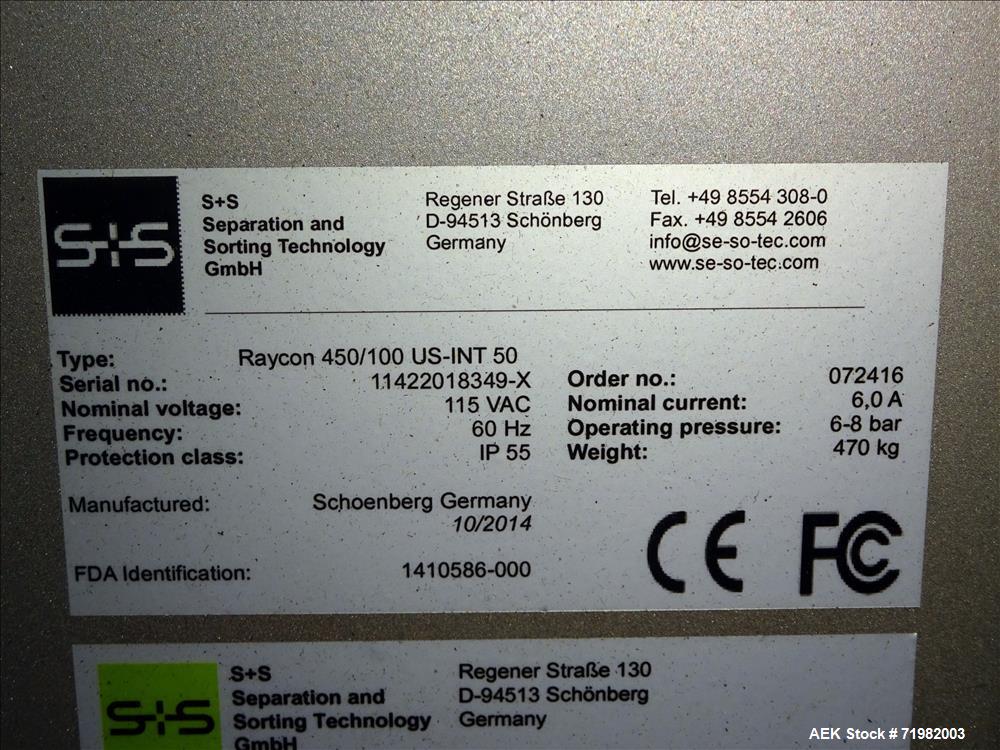 S+S
S+S
Separation and
Sorting Technology
GmbH
Regener Straße 130
D-94513 Schönberg
Germany
Tel. +49 8554 308-0
Fax. +49 8554 2606
info@se-so-tec.com
www.se-so-tec.com
Type: Raycon 450/100 US-INT 50
Serial no.: 11422018349-X
Nominal voltage: 115 VAC
Frequency: 60 Hz
Protection class: IP 55
Order no.: 072416
Nominal current: 6,0 A
Operating pressure: 6-8 bar
Weight: 470 kg
Manufactured: Schoenberg Germany
10/2014
FDA Identification: 1410586-000
CE FCC
S+S
S+S
Separation and
Sorting Technology
GmbH
Regener Straße 130
D-94513 Schönberg
Germany
AEK Stock # 71982003